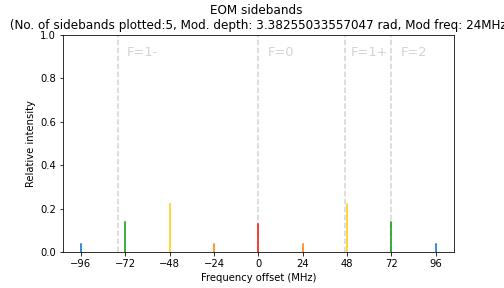 EOM sidebands
(No. of sidebands plotted:5, Mod. depth: 3.38255033557047 rad, Mod freq: 24MHz
1.0
F=1- F=0 F=1+ F=2
0.8
0.6
Relative intensity
0.4
0.2
0.0
−96 −72 −48 −24 0 24 48 72 96
Frequency offset (MHz)